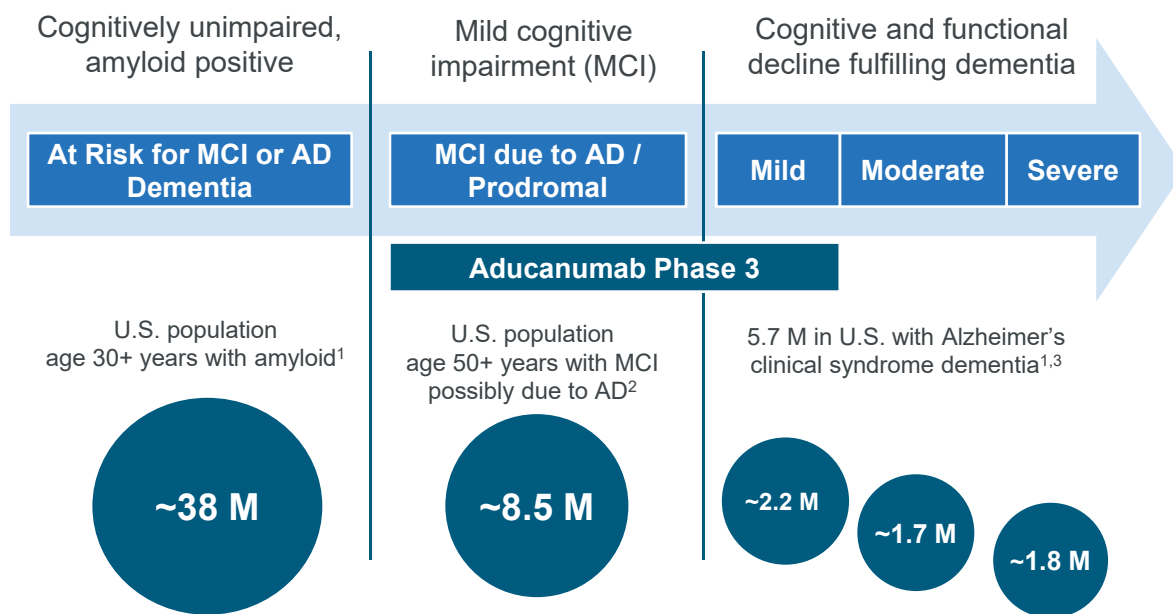 Cognitively unimpaired,
amyloid positive
Mild cognitive
impairment (MCI)
Cognitive and functional
decline fulfilling dementia
At Risk for MCI or AD
Dementia
MCI due to AD /
Prodromal
Mild
Moderate
Severe
Aducanumab Phase 3
U.S. population
age 30+ years with amyloid¹
U.S. population
age 50+ years with MCI
possibly due to AD²
5.7 M in U.S. with Alzheimer’s
clinical syndrome dementia¹,³
~38 M
~8.5 M
~2.2 M
~1.7 M
~1.8 M